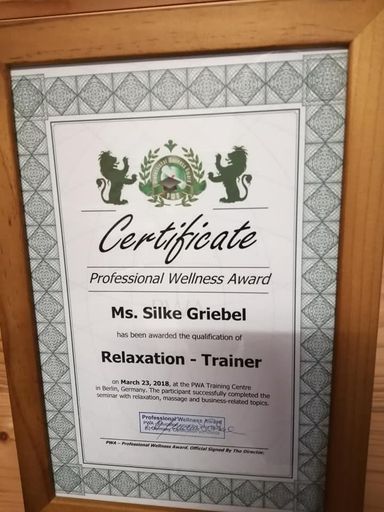 Certificate
Professional Wellness Award
Ms. Silke Griebel
has been awarded the qualification of
Relaxation - Trainer
on March 23, 2018, at the PWA Training Centre
in Berlin, Germany. The participant successfully completed the
seminar with relaxation, massage and business-related topics.
Professional Wellness Award
PWA
PWA – Professional Wellness Award. Official Signed By The Director.